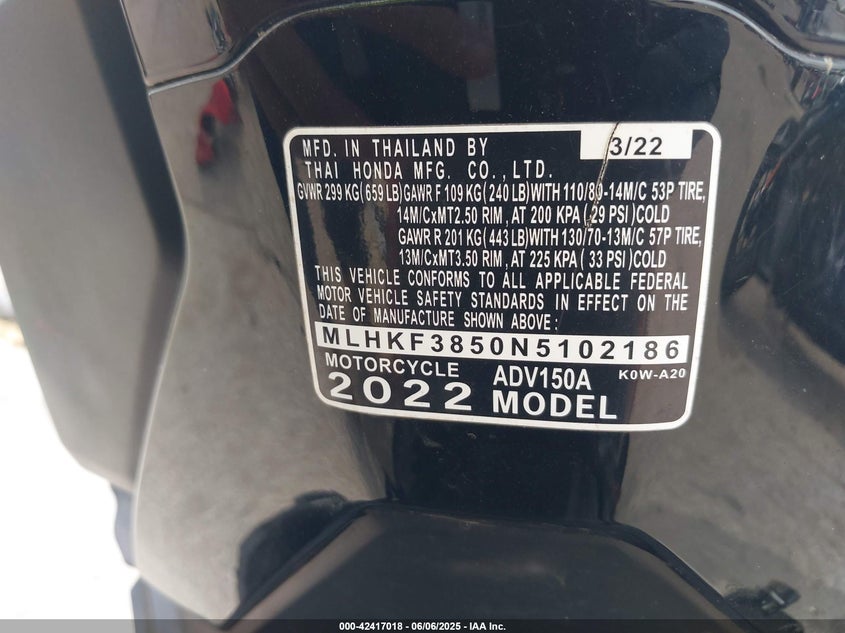 MFD. IN THAILAND BY 3/22
THAI HONDA MFG. CO.,LTD.
GVWR 299 KG(659 LB)GAWR F 109 KG(240 LB)WITH 110/80-14M/C 53P TIRE,
14M/CxMT2.50 RIM, AT 200 KPA(29 PSI)COLD
GAWR R 201 KG(443 LB)WITH 130/70-13M/C 57P TIRE,
13M/CxMT3.50 RIM, AT 225 KPA(33 PSI)COLD
THIS VEHICLE CONFORMS TO ALL APPLICABLE FEDERAL
MOTOR VEHICLE SAFETY STANDARDS IN EFFECT ON THE
DATE OF MANUFACTURE SHOWN ABOVE:
MLHKF3850N5102186
MOTORCYCLE ADV150A K0W-A20
2022 MODEL
000-42417018 - 06/06/2025 - IAA Inc.